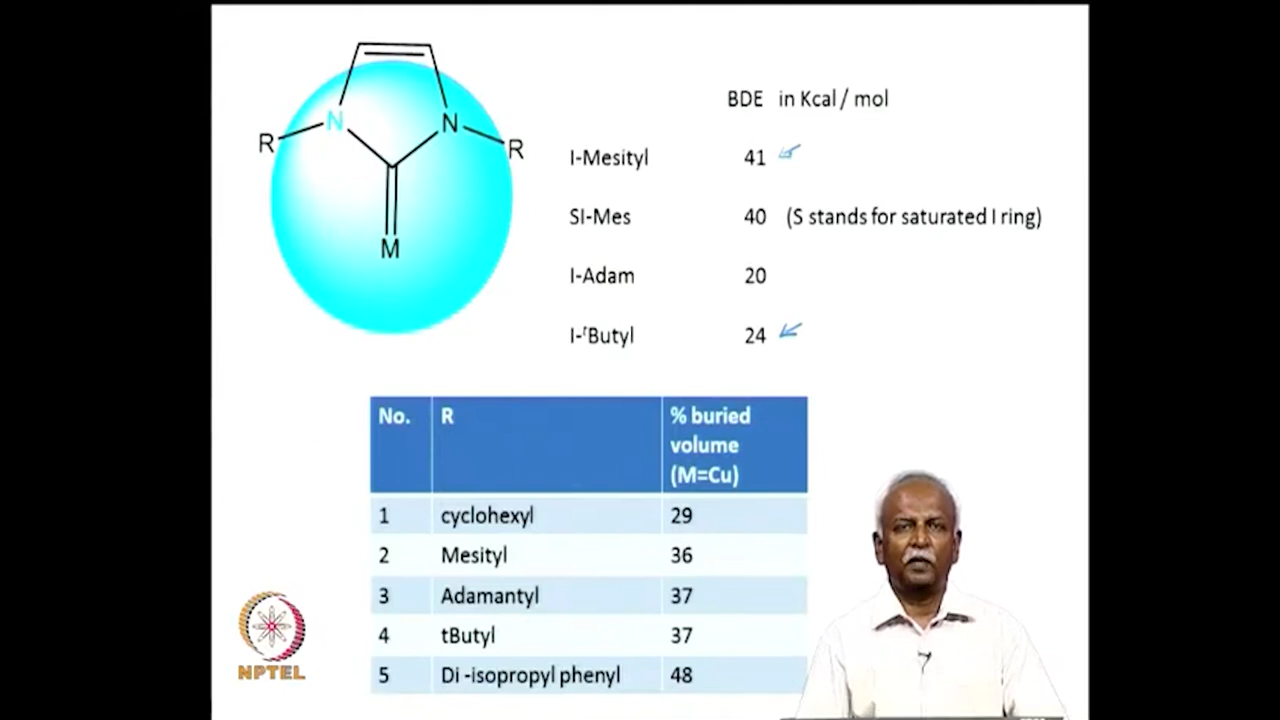 N
N
R
R
M
BDE in Kcal / mol
I-Mesityl 41
SI-Mes 40 (S stands for saturated I ring)
I-Adam 20
I-ᵗButyl 24
No. R % buried
volume
(M=Cu)
1 cyclohexyl 29
2 Mesityl 36
3 Adamantyl 37
4 tButyl 37
5 Di -isopropyl phenyl 48
NPTEL